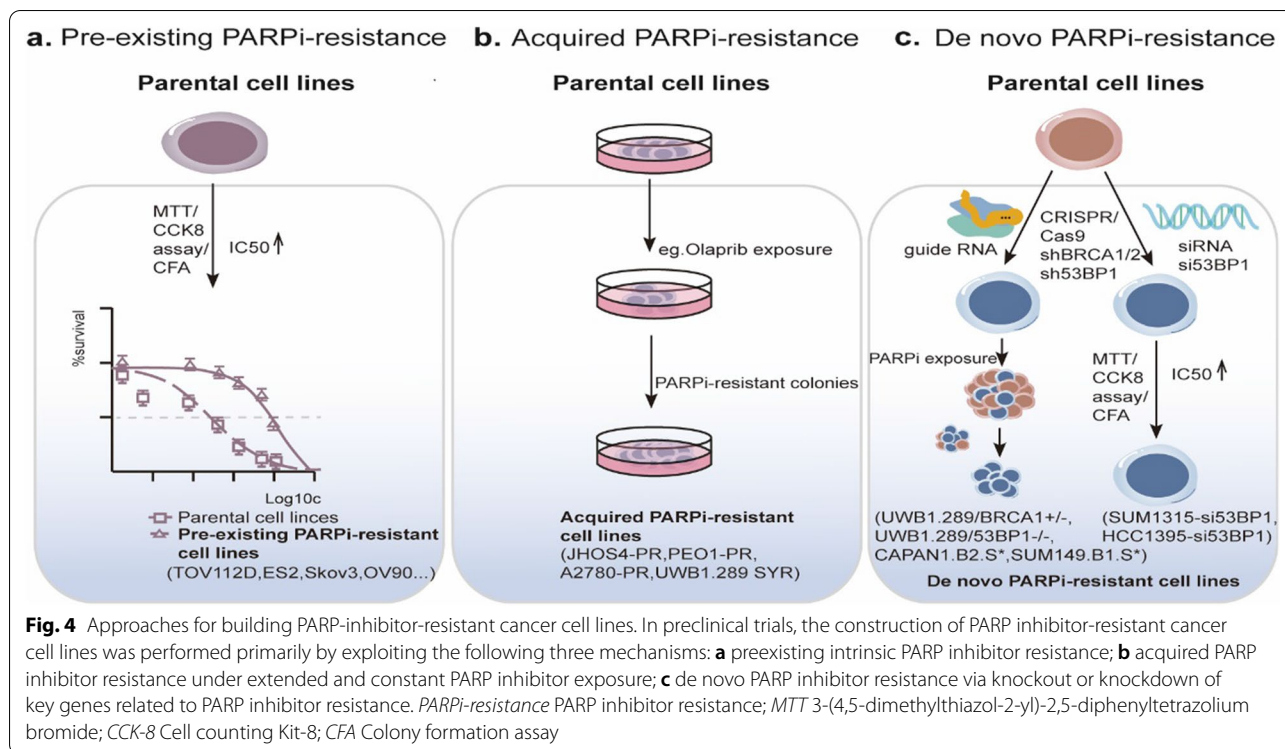 a. Pre-existing PARPi-resistance
Parental cell lines
MTT/
CCK8
assay/
CFA
IC50
%survival
Log10c
Parental cell linces
Pre-existing PARPi-resistant
cell lines
(TOV112D,ES2,Skov3,OV90...)
b. Acquired PARPi-resistance
Parental cell lines
eg.Olaprib exposure
PARPi-resistant colonies
Acquired PARPi-resistant
cell lines
(JHOS4-PR,PEO1-PR,
A2780-PR,UWB1.289 SYR)
c. De novo PARPi-resistance
Parental cell lines
guide RNA
CRISPR/
Cas9
shBRCA1/2
sh53BP1
siRNA
si53BP1
PARPi exposure
MTT/
CCK8
assay/
CFA
IC50
(UWB1.289/BRCA1+/-,
UWB1.289/53BP1-/-,
CAPAN1.B2.S*,SUM149.B1.S*)
(SUM1315-si53BP1,
HCC1395-si53BP1)
De novo PARPi-resistant cell lines
Fig. 4 Approaches for building PARP-inhibitor-resistant cancer cell lines. In preclinical trials, the construction of PARP inhibitor-resistant cancer
cell lines was performed primarily by exploiting the following three mechanisms: a preexisting intrinsic PARP inhibitor resistance; b acquired PARP
inhibitor resistance under extended and constant PARP inhibitor exposure; c de novo PARP inhibitor resistance via knockout or knockdown of
key genes related to PARP inhibitor resistance. PARPi-resistance PARP inhibitor resistance; MTT 3-(4,5-dimethylthiazol-2-yl)-2,5-diphenyltetrazolium
bromide; CCK-8 Cell counting Kit-8; CFA Colony formation assay